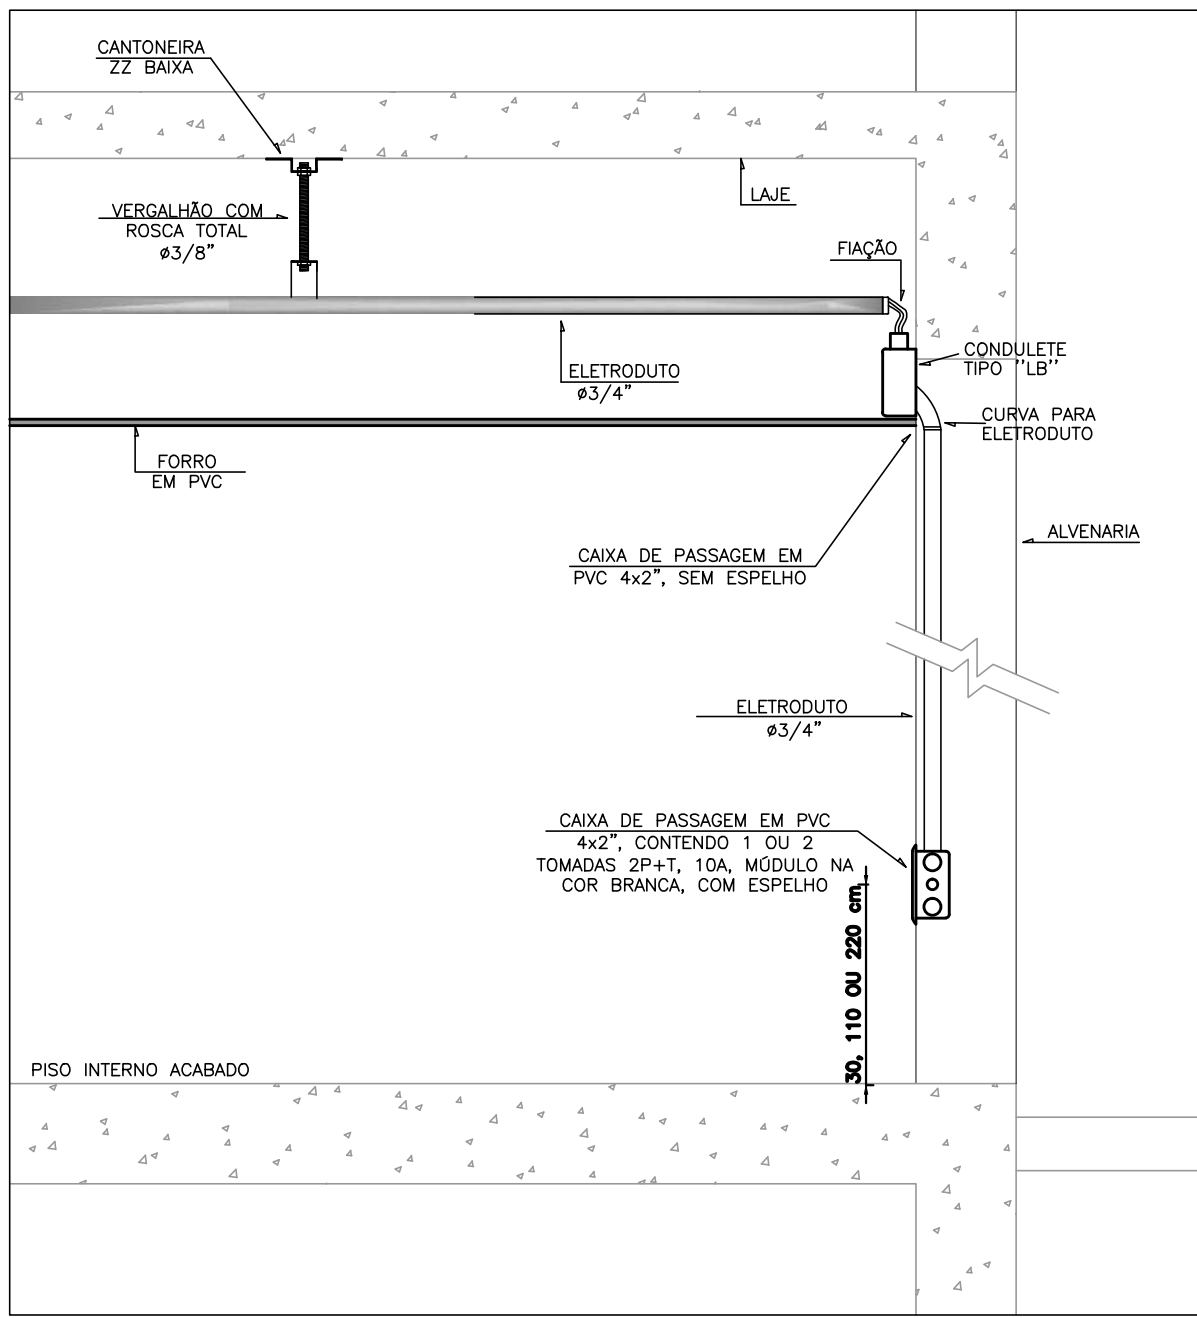 CANTONEIRA
ZZ BAIXA
LAJE
VERGALHÃO COM
ROSCA TOTAL
ø3/8”
FIAÇÃO
CONDULETE
TIPO ''LB''
ELETRODUTO
ø3/4”
CURVA PARA
ELETRODUTO
FORRO
EM PVC
ALVENARIA
CAIXA DE PASSAGEM EM
PVC 4x2”, SEM ESPELHO
ELETRODUTO
ø3/4”
CAIXA DE PASSAGEM EM PVC
4x2”, CONTENDO 1 OU 2
TOMADAS 2P+T, 10A, MÚDULO NA
COR BRANCA, COM ESPELHO
30, 110 OU 220 cm
PISO INTERNO ACABADO